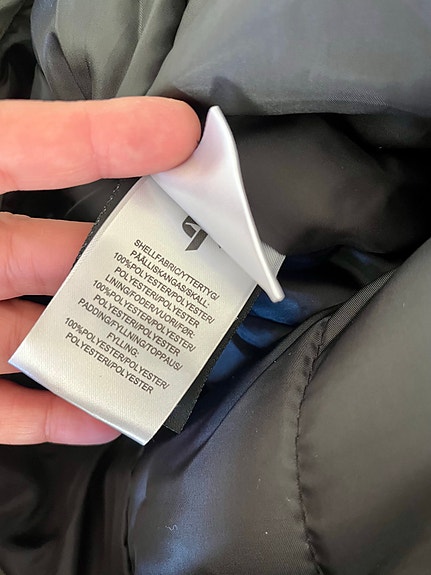 SHELLFABRIC/YTTERTYG/
PÄÄLLISKANGAS/SKALL:
100%POLYESTER/POLYESTER/
POLYESTER/POLYESTER
LINING/FODER/VUORI/FØR:
100%POLYESTER/POLYESTER/
POLYESTER/POLYESTER
PADDING/FYLLNING/TOPPAUS/
FYLLING:
100%POLYESTER/POLYESTER/
POLYESTER/POLYESTER